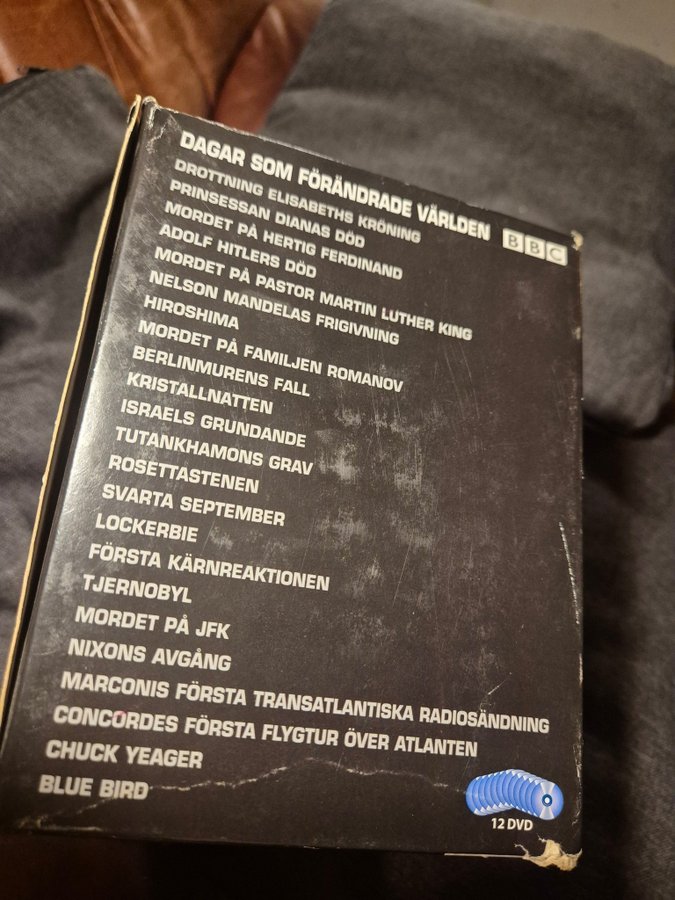 DAGAR SOM FÖRÄNDRADE VÄRLDEN BBC
DROTTNING ELISABETHS KRÖNING
PRINSESSAN DIANAS DÖD
MORDET PÅ HERTIG FERDINAND
ADOLF HITLERS DÖD
MORDET PÅ PASTOR MARTIN LUTHER KING
NELSON MANDELAS FRIGIVNING
HIROSHIMA
MORDET PÅ FAMILJEN ROMANOV
BERLINMURENS FALL
KRISTALLNATTEN
ISRAELS GRUNDANDE
TUTANKHAMONS GRAV
ROSETTASTENEN
SVARTA SEPTEMBER
LOCKERBIE
FÖRSTA KÄRNREAKTIONEN
TJERNOBYL
MORDET PÅ JFK
NIXONS AVGÅNG
MARCONIS FÖRSTA TRANSATLANTISKA RADIOSÄNDNING
CONCORDES FÖRSTA FLYGTUR ÖVER ATLANTEN
CHUCK YEAGER
BLUE BIRD
12 DVD